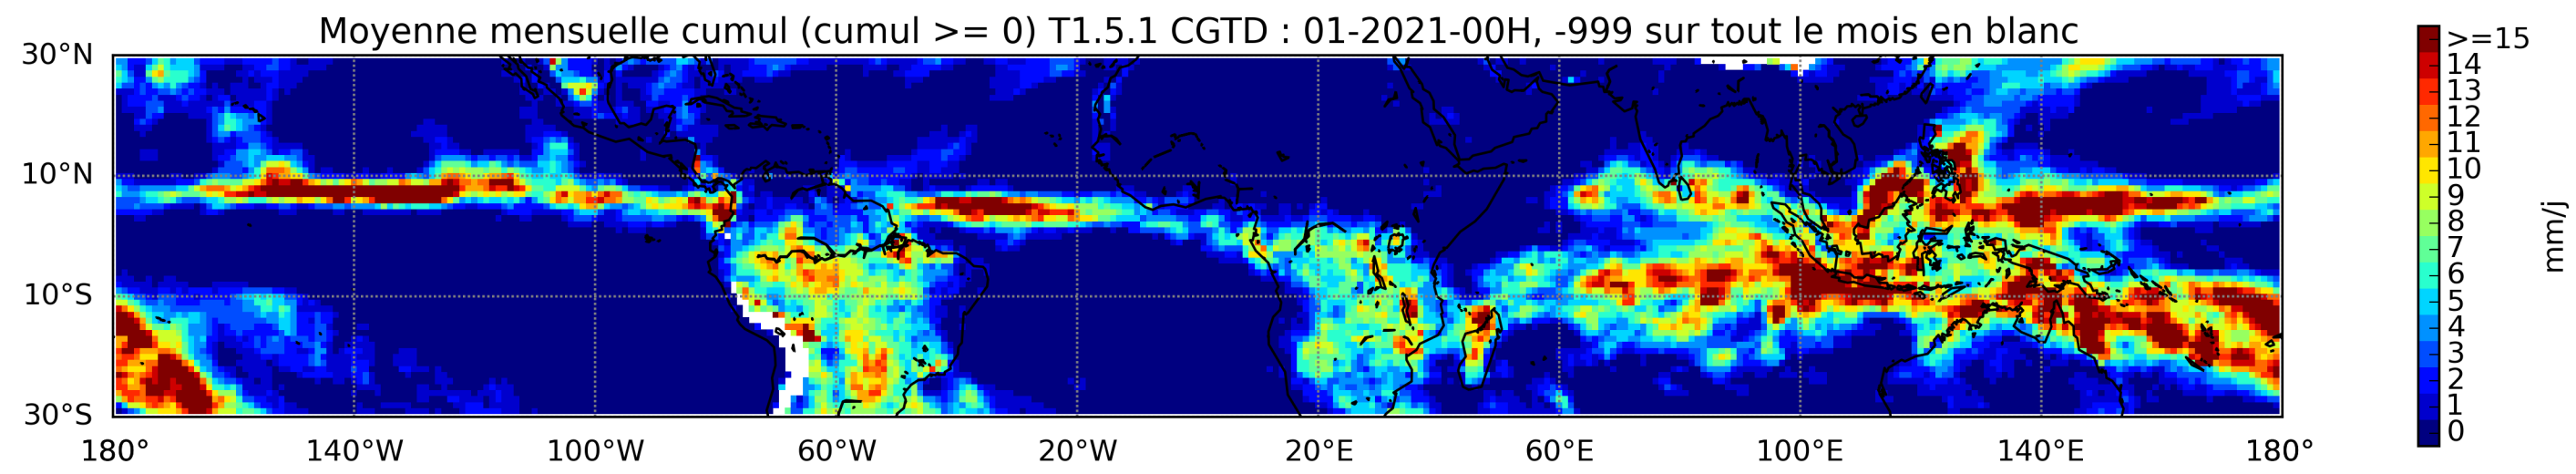 Moyenne mensuelle cumul (cumul >= 0) T1.5.1 CGTD : 01-2021-00H, -999 sur tout le mois en blanc
30°N
10°N
10°S
30°S
180°
140°W
100°W
60°W
20°W
20°E
60°E
100°E
140°E
180°
>=15
14
13
12
11
10
9
8
7
6
5
4
3
2
1
0
mm/j